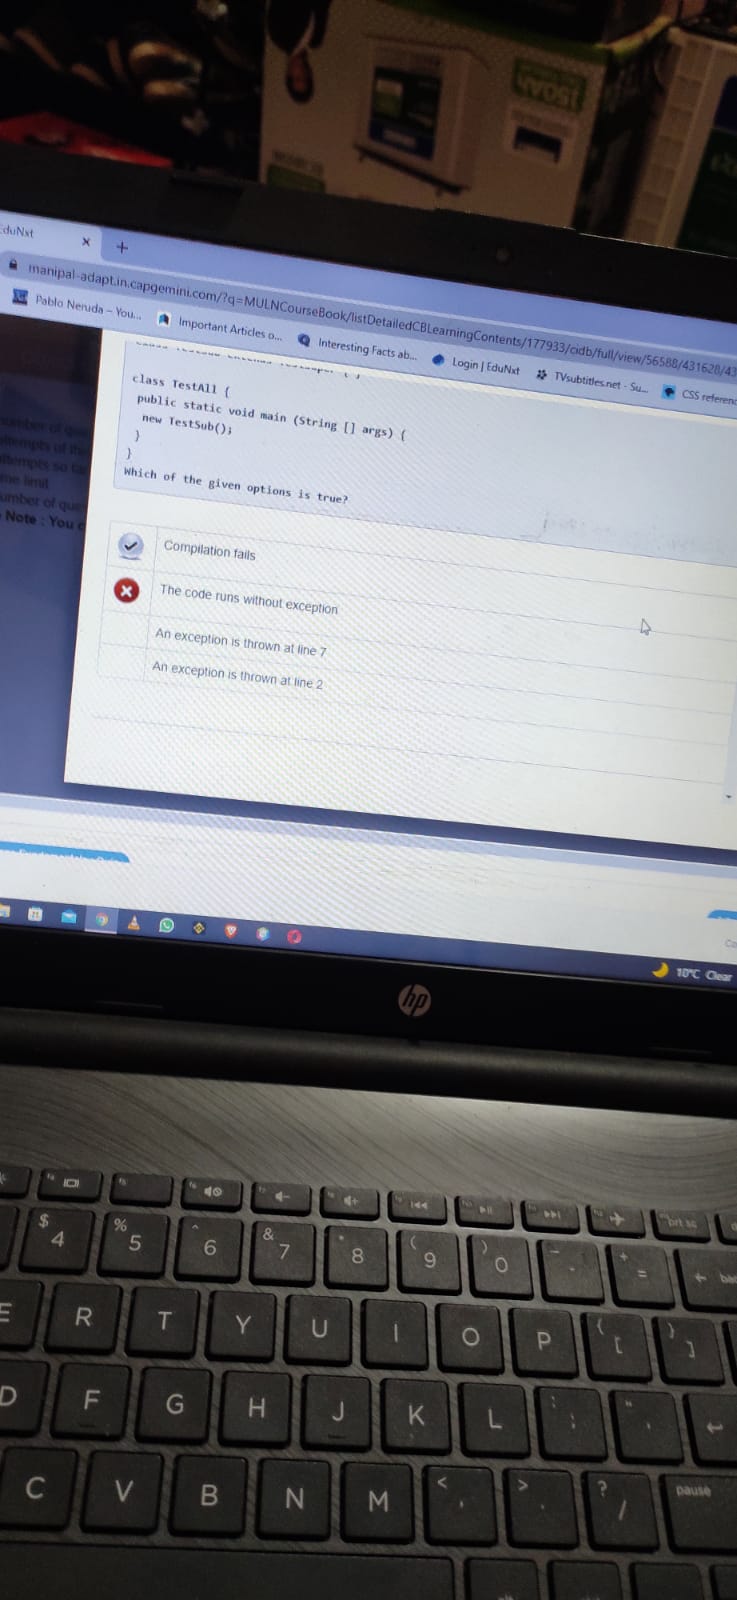 EduNxt
manipal-adapt.in.capgemini.com/?q=MULNCourseBook/listDetailedCBLearningContents/177933/cidb/full/view/56588/431628/43
Pablo Neruda – You...
Important Articles o...
Interesting Facts ab...
Login | EduNxt
TVsubtitles.net - Su...
CSS referenc
class TestAll {
public static void main (String [] args) {
new TestSub();
}
}
Which of the given options is true?
Note : You c
Compilation fails
The code runs without exception
An exception is thrown at line 7
An exception is thrown at line 2
10°C Clear
hp
prt sc
$ 4
% 5
^ 6
& 7
* 8
( 9
) 0
-
+ =
R T Y U I O P { [ } ]
D F G H J K L : ;
C V B N M < , > . ? /
pause